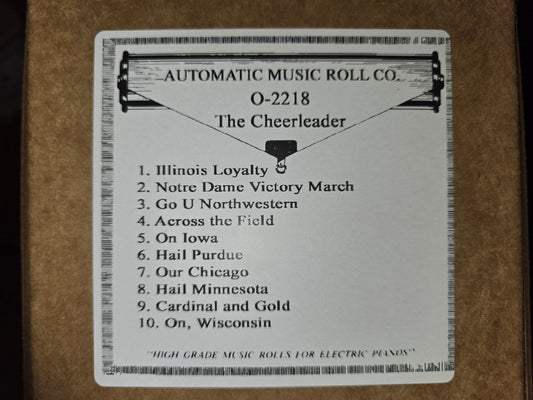 AUTOMATIC MUSIC ROLL CO.
O-2218
The Cheerleader
1. Illinois Loyalty
2. Notre Dame Victory March
3. Go U Northwestern
4. Across the Field
5. On Iowa
6. Hail Purdue
7. Our Chicago
8. Hail Minnesota
9. Cardinal and Gold
10. On, Wisconsin
"HIGH GRADE MUSIC ROLLS FOR ELECTRIC PIANOS"